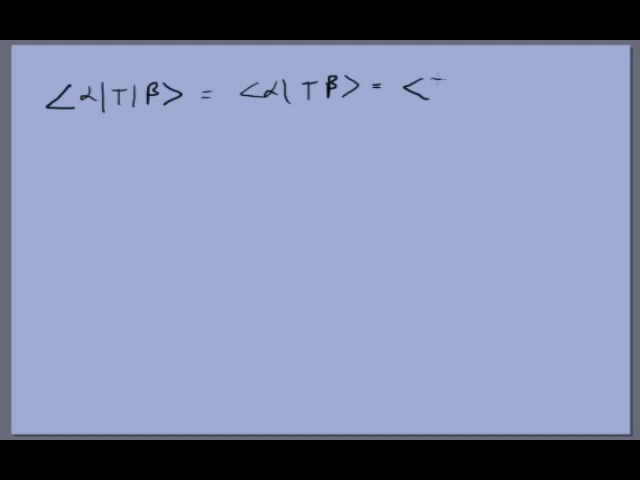 <α|T|β> = <α|Tβ> = <